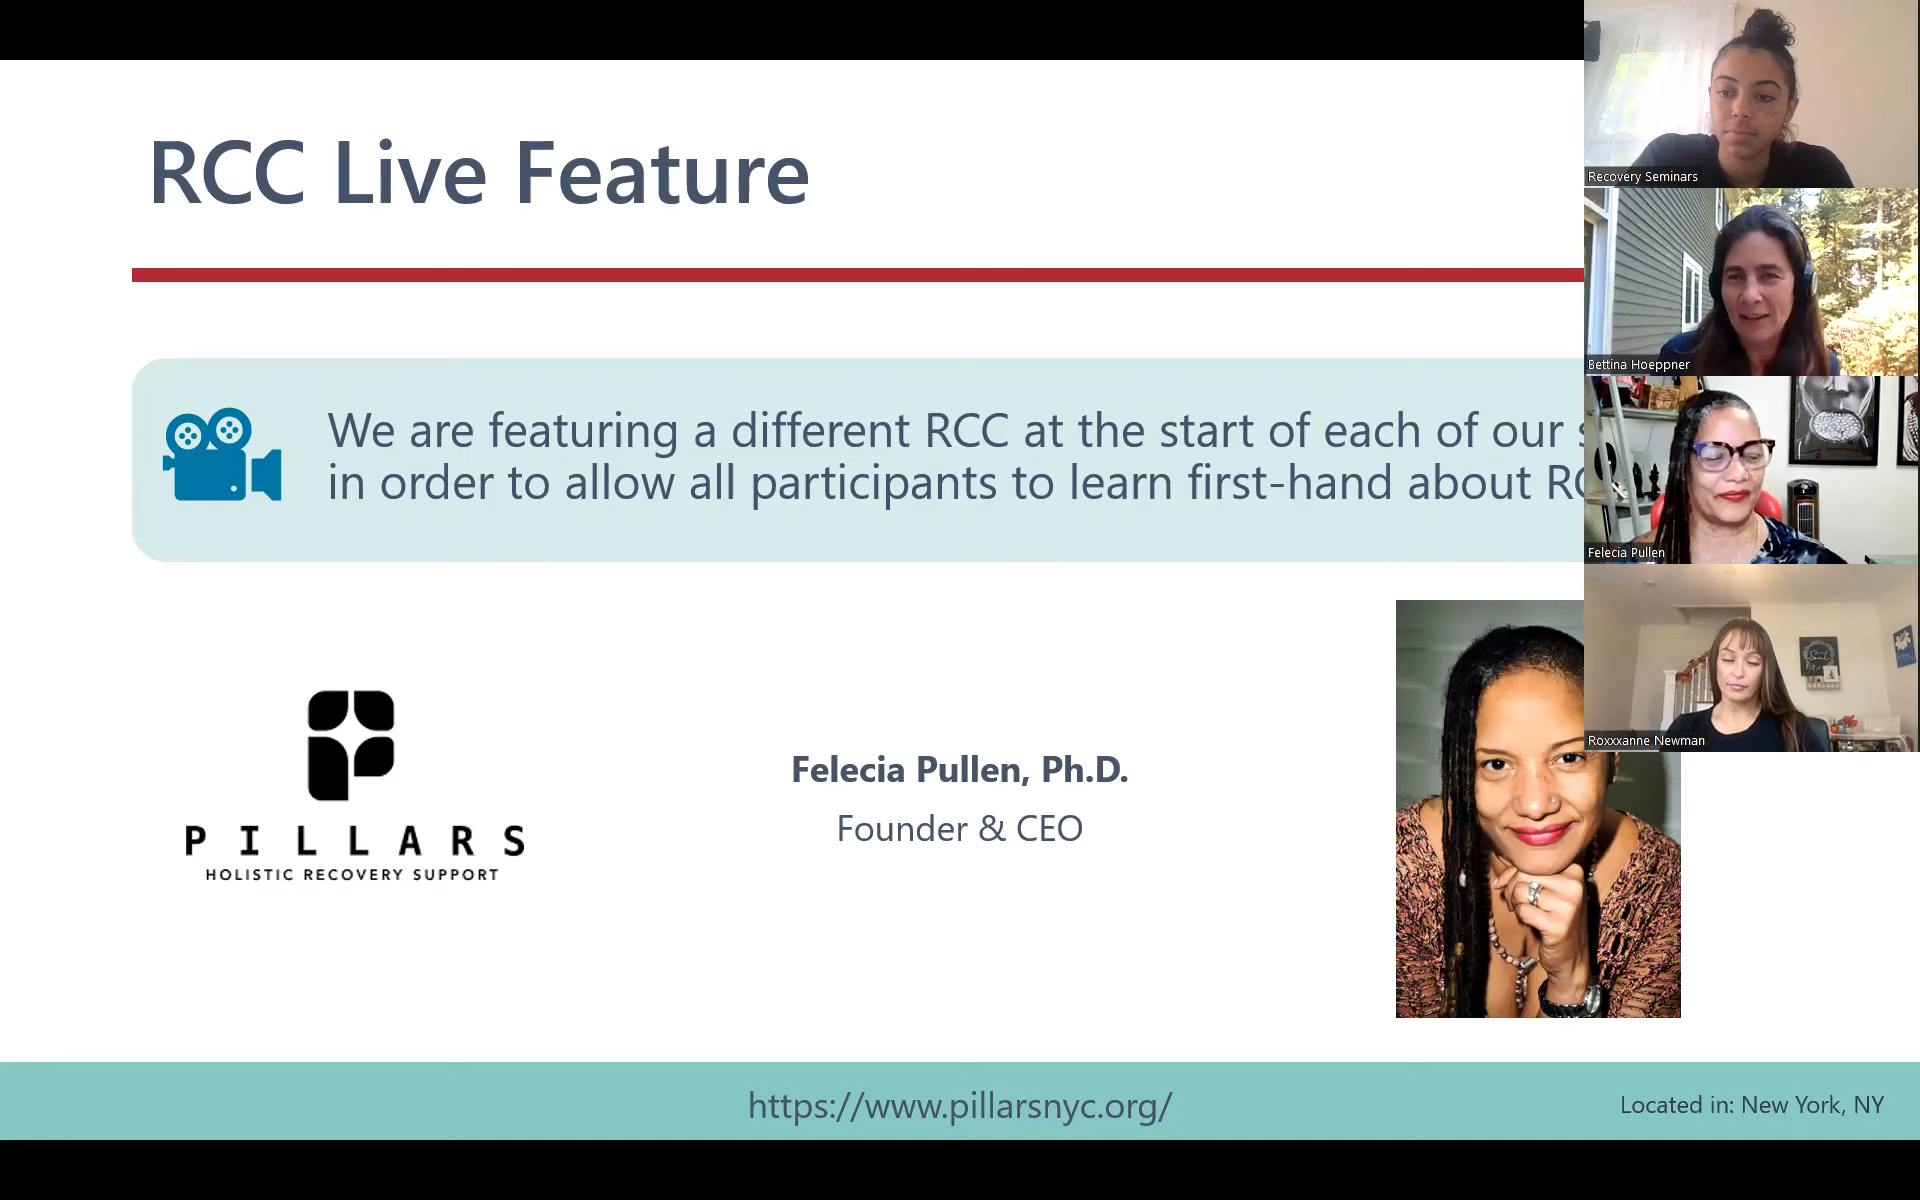 RCC Live Feature
We are featuring a different RCC at the start of each of our
in order to allow all participants to learn first-hand about
PILLARS
HOLISTIC RECOVERY SUPPORT
Felecia Pullen, Ph.D.
Founder & CEO
https://www.pillarsnyc.org/
Located in: New York, NY
Recovery Seminars
Bettina Hoeppner
Felecia Pullen
Roxxxanne Newman